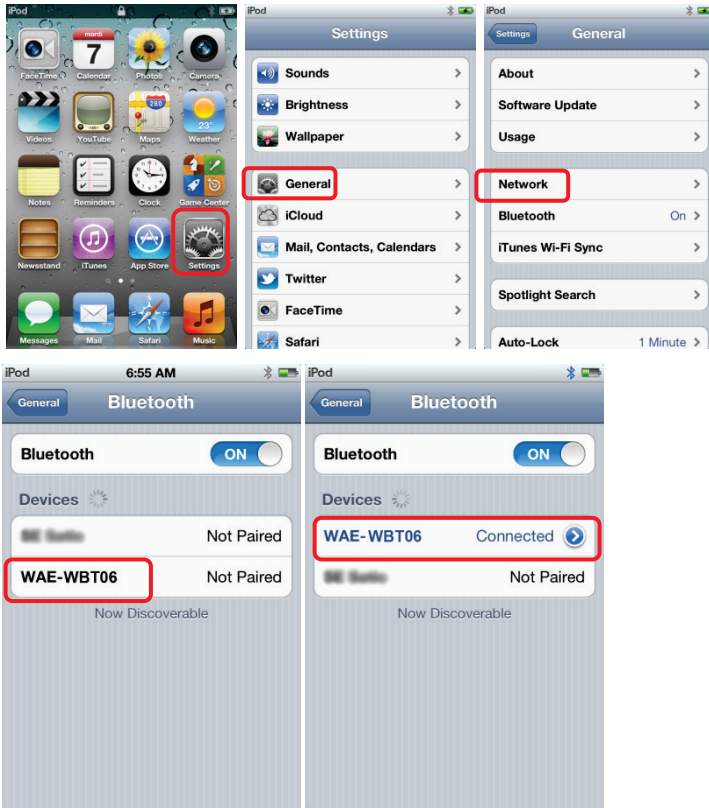 iPod
mardi
7
FaceTime
Calendar
Photos
Camera
280
23°
Videos
YouTube
Maps
Weather
Notes
Reminders
Clock
Game Center
Newsstand
iTunes
App Store
Settings
Messages
Mail
Safari
Music
iPod
Settings
Sounds
Brightness
Wallpaper
General
iCloud
Mail, Contacts, Calendars
Twitter
FaceTime
Safari
iPod
Settings General
About
Software Update
Usage
Network
Bluetooth On
iTunes Wi-Fi Sync
Spotlight Search
Auto-Lock 1 Minute
iPod 6:55 AM
General Bluetooth
Bluetooth ON
Devices
Not Paired
WAE-WBT06 Not Paired
Now Discoverable
iPod
General Bluetooth
Bluetooth ON
Devices
WAE-WBT06 Connected
Not Paired
Now Discoverable